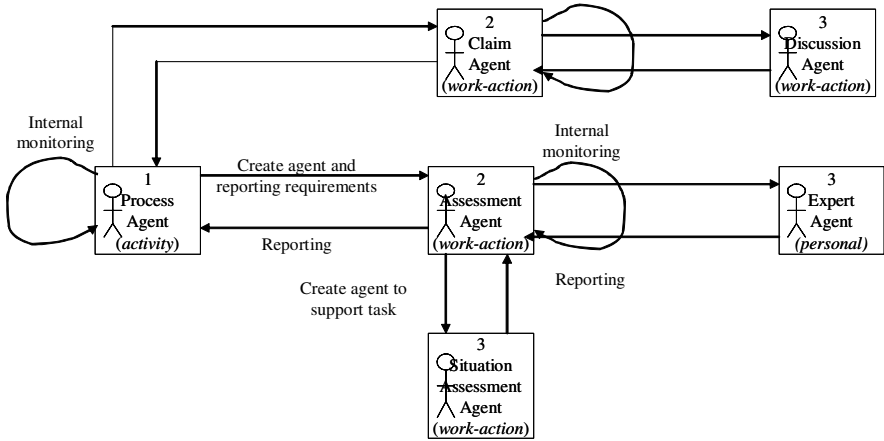 2
Claim
Agent
(work-action)
3
Discussion
Agent
(work-action)
Internal
monitoring
1
Process
Agent
(activity)
Create agent and
reporting requirements
Reporting
2
Assessment
Agent
(work-action)
Internal
monitoring
3
Expert
Agent
(personal)
Create agent to
support task
Reporting
3
Situation
Assessment
Agent
(work-action)